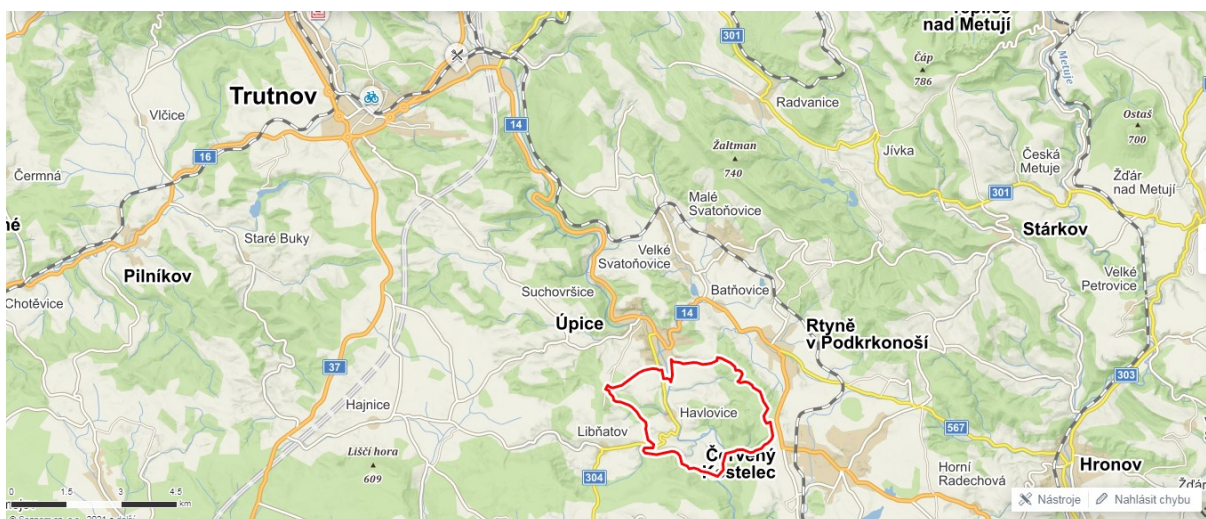 Teplice
nad Metují
301
Čáp
786
Metuje
Trutnov
Vlčice
14
Radvanice
Ostaš
700
16
Žaltman
740
Jívka
Česká
Metuje
Žďár
nad Metují
Čermná
301
Malé
Svatoňovice
né
Staré Buky
Stárkov
Velké
Svatoňovice
Pilníkov
Velké
Petrovice
Chotěvice
Suchovršice
Batňovice
14
Úpice
Rtyně
v Podkrkonoší
37
303
Hajnice
Havlovice
Libňatov
567
Liščí hora
609
Červený
Kostelec
304
Horní
Radechová
Hronov
0 1.5 3 4.5
km
Nástroje
Nahlásit chybu